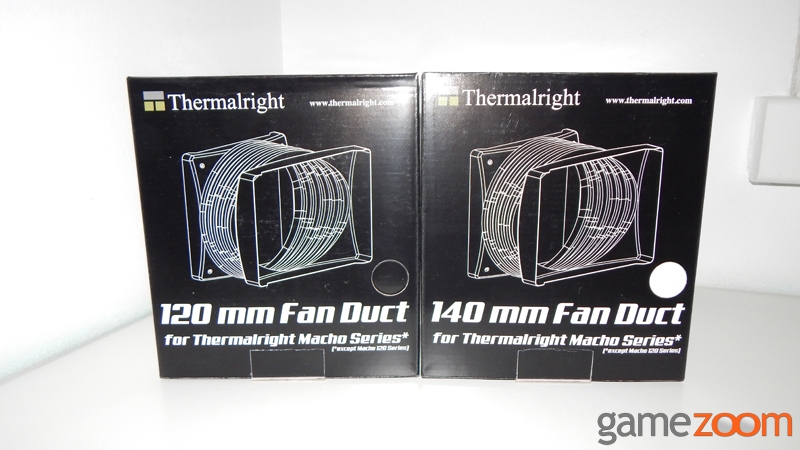 Thermalright
www.thermalright.com
120 mm Fan Duct
for Thermalright Macho Series*
(*except Macho 120 Series)
Thermalright
www.thermalright.com
140 mm Fan Duct
for Thermalright Macho Series*
(*except Macho 120 Series)
gamezoom